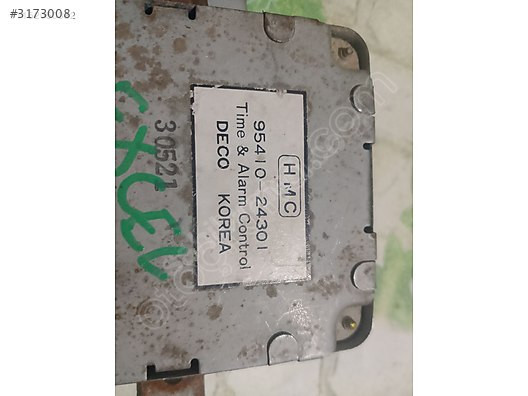 #3173008
HMC
95410-24301
Time & Alarm Control
DECO KOREA
30521
EXCEL